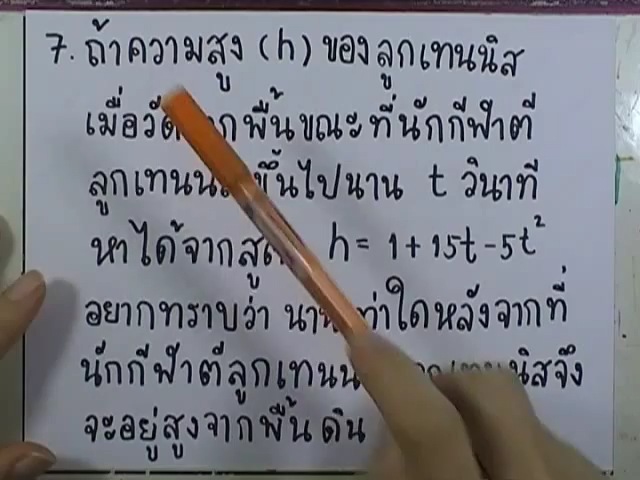 7. ถ้าความสูง (h) ของลูกเทนนิส
เมื่อวัด พื้นขณะที่นักกีฬาตี
ลูกเทนนิส ขึ้นไปนาน t วินาที
หาได้จากสูตร h = 1 + 15t - 5t²
อยากทราบว่า นานเท่าใดหลังจากที่
นักกีฬาตีลูกเทนนิส จึง
จะอยู่สูงจากพื้นดิน